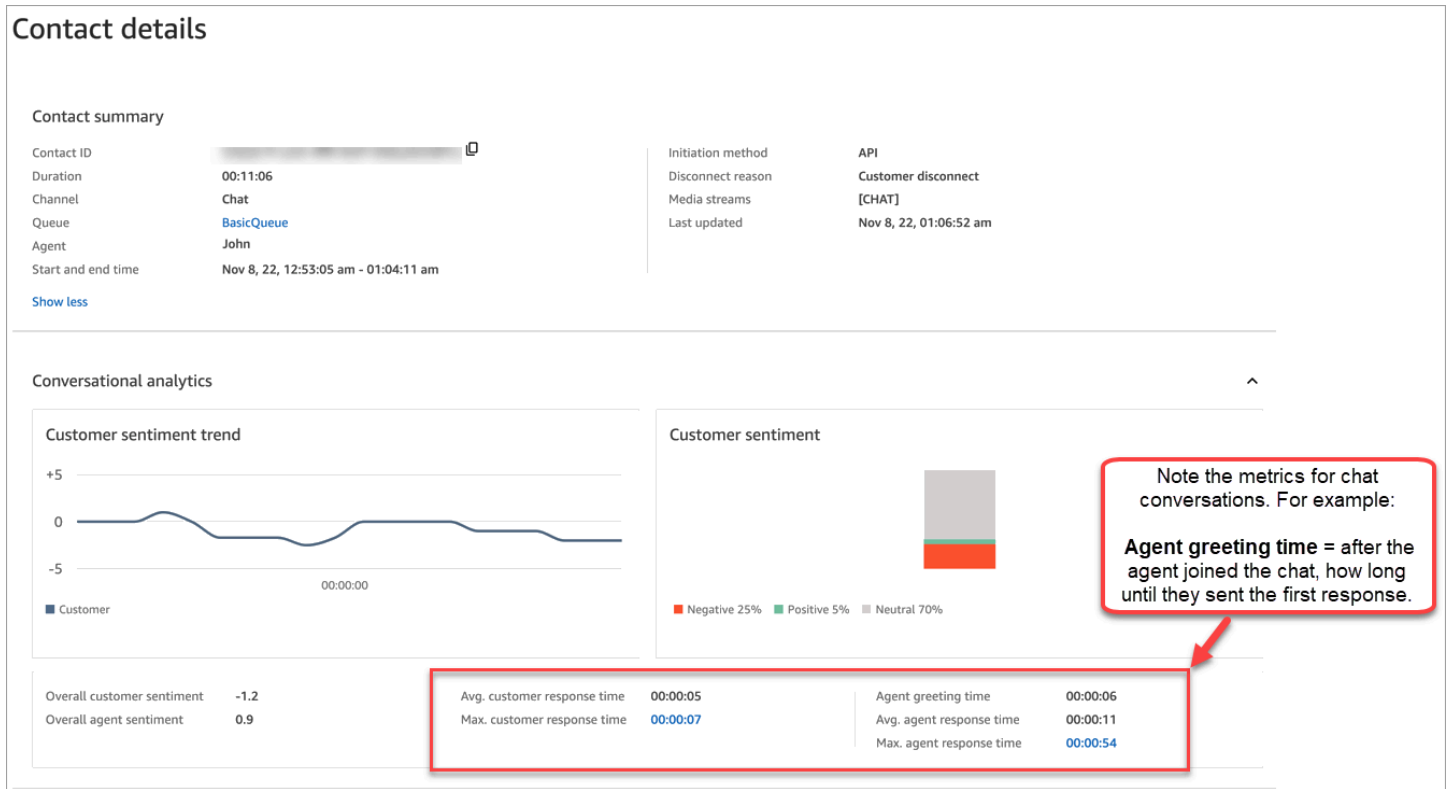 Contact details
Contact summary
Contact ID
Duration 00:11:06
Channel Chat
Queue BasicQueue
Agent John
Start and end time Nov 8, 22, 12:53:05 am - 01:04:11 am
Show less
Initiation method API
Disconnect reason Customer disconnect
Media streams [CHAT]
Last updated Nov 8, 22, 01:06:52 am
Conversational analytics
Customer sentiment trend
+5
0
-5
00:00:00
Customer
Customer sentiment
Negative 25% Positive 5% Neutral 70%
Note the metrics for chat
conversations. For example:
Agent greeting time = after the
agent joined the chat, how long
until they sent the first response.
Overall customer sentiment -1.2
Overall agent sentiment 0.9
Avg. customer response time 00:00:05
Max. customer response time 00:00:07
Agent greeting time 00:00:06
Avg. agent response time 00:00:11
Max. agent response time 00:00:54